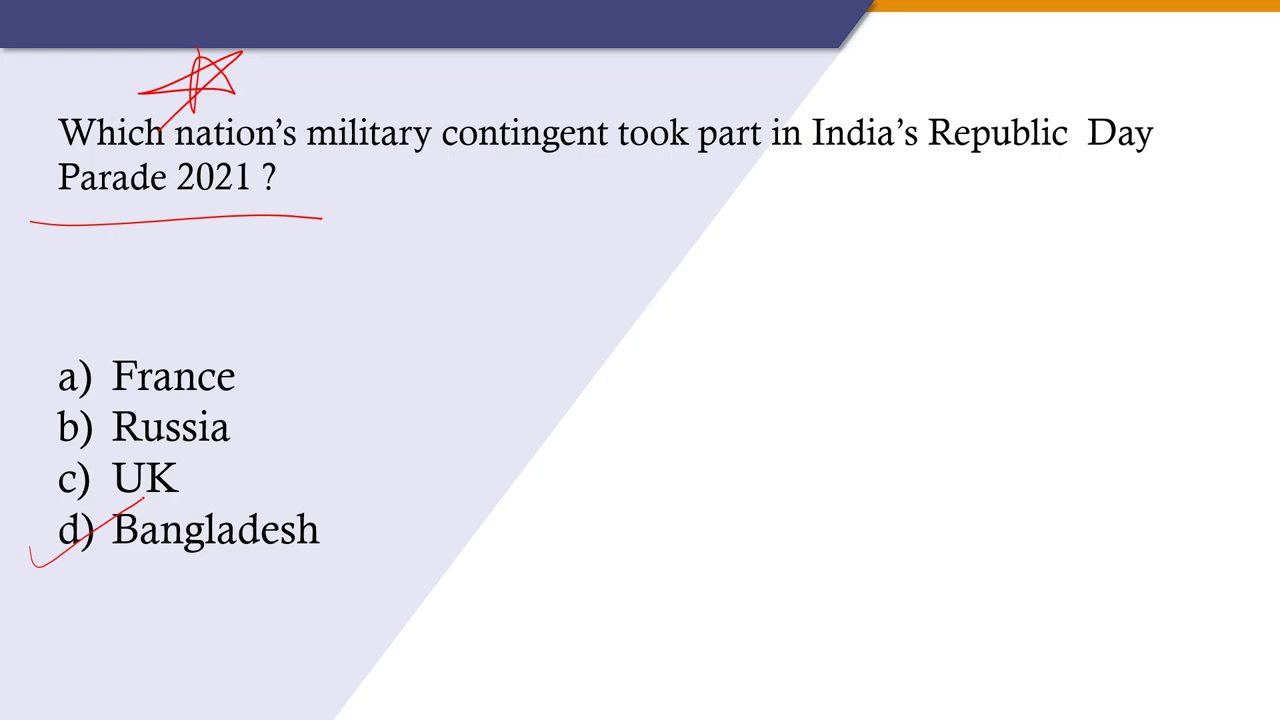 Which nation’s military contingent took part in India’s Republic  Day
Parade 2021 ?
a) France
b) Russia
c) UK
d) Bangladesh